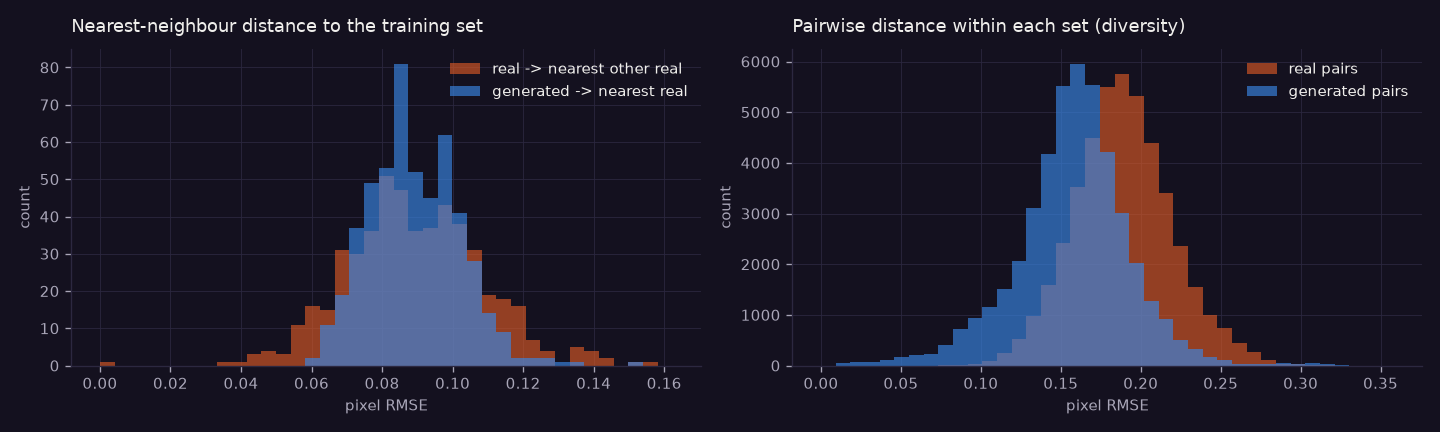 Nearest-neighbour distance to the training set
real -> nearest other real
generated -> nearest real
80
70
60
50
40
30
20
10
0
count
0.00 0.02 0.04 0.06 0.08 0.10 0.12 0.14 0.16
pixel RMSE
Pairwise distance within each set (diversity)
real pairs
generated pairs
6000
5000
4000
3000
2000
1000
0
count
0.00 0.05 0.10 0.15 0.20 0.25 0.30 0.35
pixel RMSE